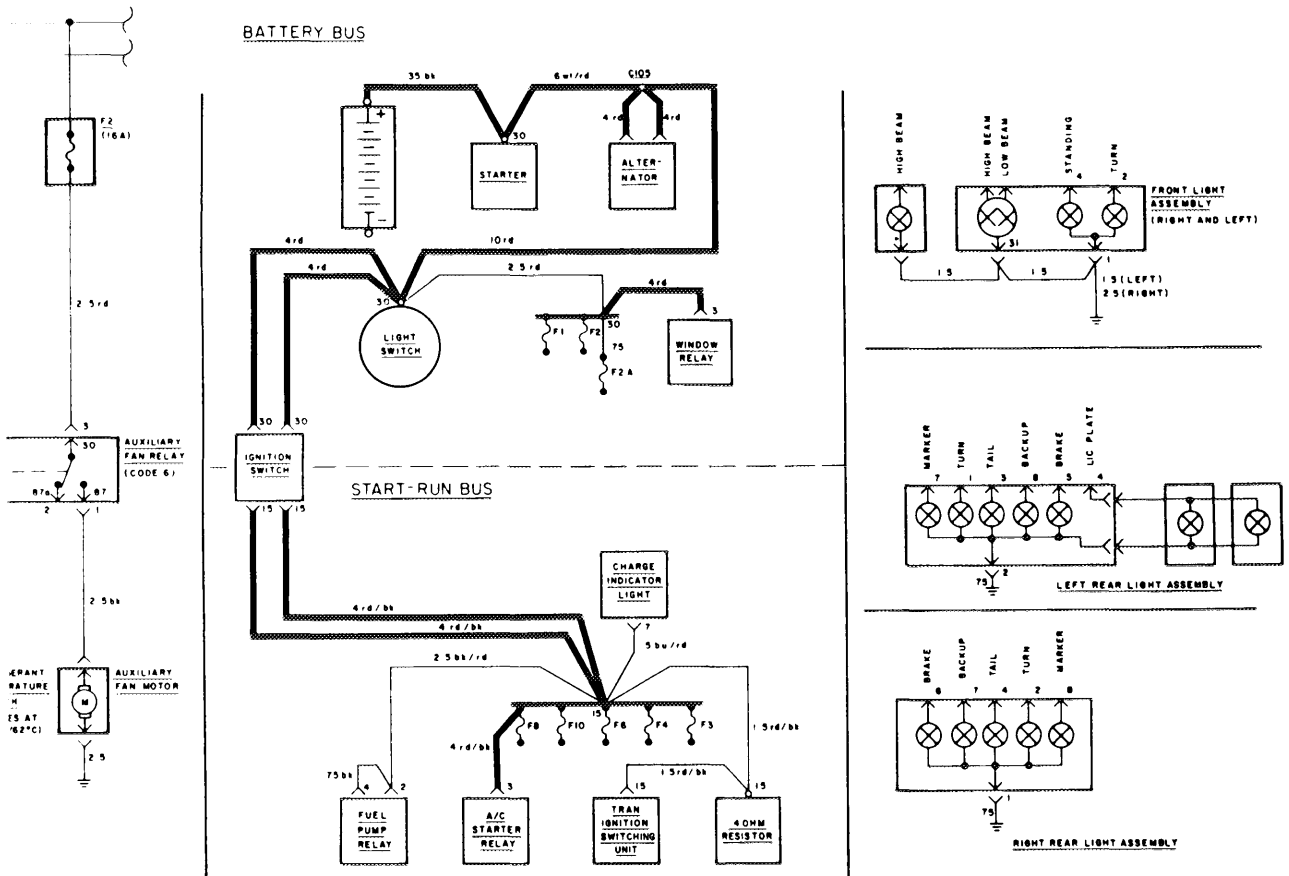 F2
(16A)
2.5 rd
3
30
87a
87
2
1
AUXILIARY
FAN RELAY
(CODE 6)
2.5 bk
AUXILIARY
FAN MOTOR
M
ES AT
2.5
BATTERY BUS
35 bk
6 wt/rd
C105
+
-
30
4 rd
4 rd
STARTER
ALTER-
NATOR
4 rd
10 rd
4 rd
2.5 rd
4 rd
30
30
3
LIGHT
SWITCH
F1
F2
.75
F2A
WINDOW
RELAY
30
30
IGNITION
SWITCH
15
15
START-RUN BUS
CHARGE
INDICATOR
LIGHT
7
4 rd/bk
4 rd/bk
.5 bu/rd
2.5 bk/rd
15
F8
F10
F6
F4
F3
1.5 rd/bk
4 rd/bk
.75 bk
1.5 rd/bk
4
2
3
15
15
FUEL
PUMP
RELAY
A/C
STARTER
RELAY
TRAN
IGNITION
SWITCHING
UNIT
.4 OHM
RESISTOR
HIGH BEAM
HIGH BEAM
LOW BEAM
STANDING
TURN
4
2
FRONT LIGHT
ASSEMBLY
(RIGHT AND LEFT)
31
1
1.5
1.5
1.5 (LEFT)
2.5 (RIGHT)
MARKER
TURN
TAIL
BACKUP
BRAKE
LIC PLATE
7
1
3
8
5
4
2
.75
LEFT REAR LIGHT ASSEMBLY
BRAKE
BACKUP
TAIL
TURN
MARKER
6
7
4
2
8
1
.75
RIGHT REAR LIGHT ASSEMBLY